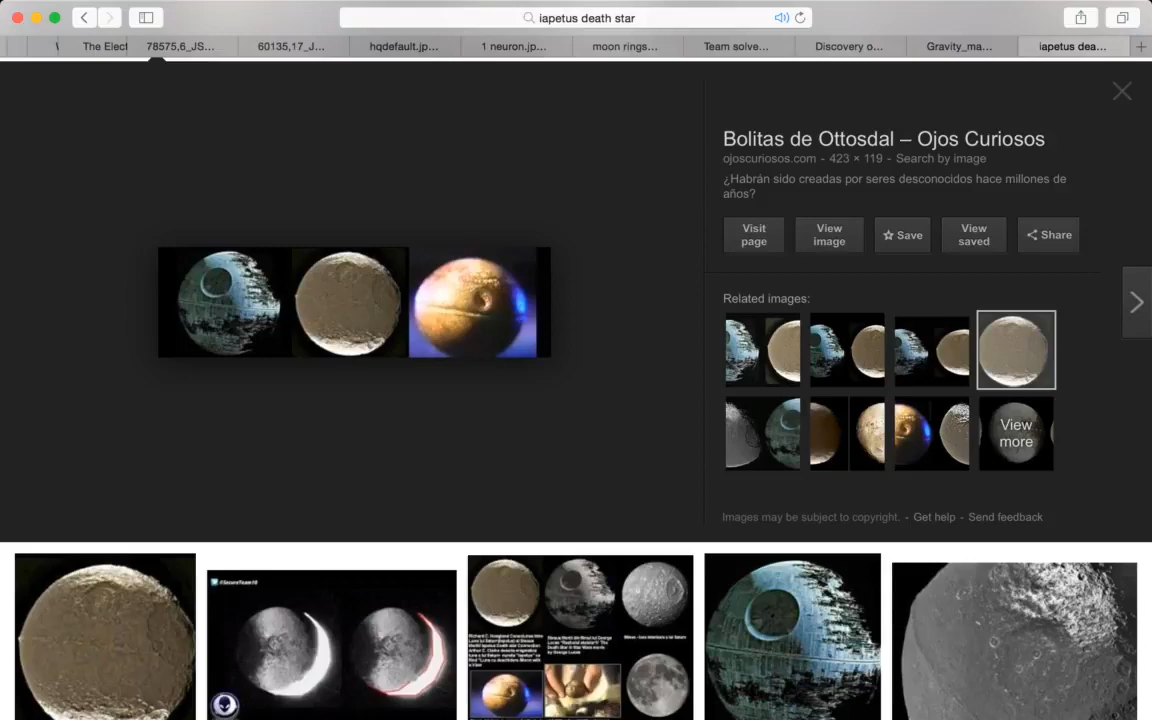 iapetus death star
The Elect
78575,6_JS...
60135,17_J...
hqdefault.jp...
1 neuron.jp...
moon rings...
Team solve...
Discovery o...
Gravity_ma...
iapetus dea...
Bolitas de Ottosdal – Ojos Curiosos
ojoscuriosos.com - 423 × 119 - Search by image
¿Habrán sido creadas por seres desconocidos hace millones de
años?
Visit
page
View
image
Save
View
saved
Share
Related images:
View
more
Images may be subject to copyright. - Get help - Send feedback
@SecureTeam10